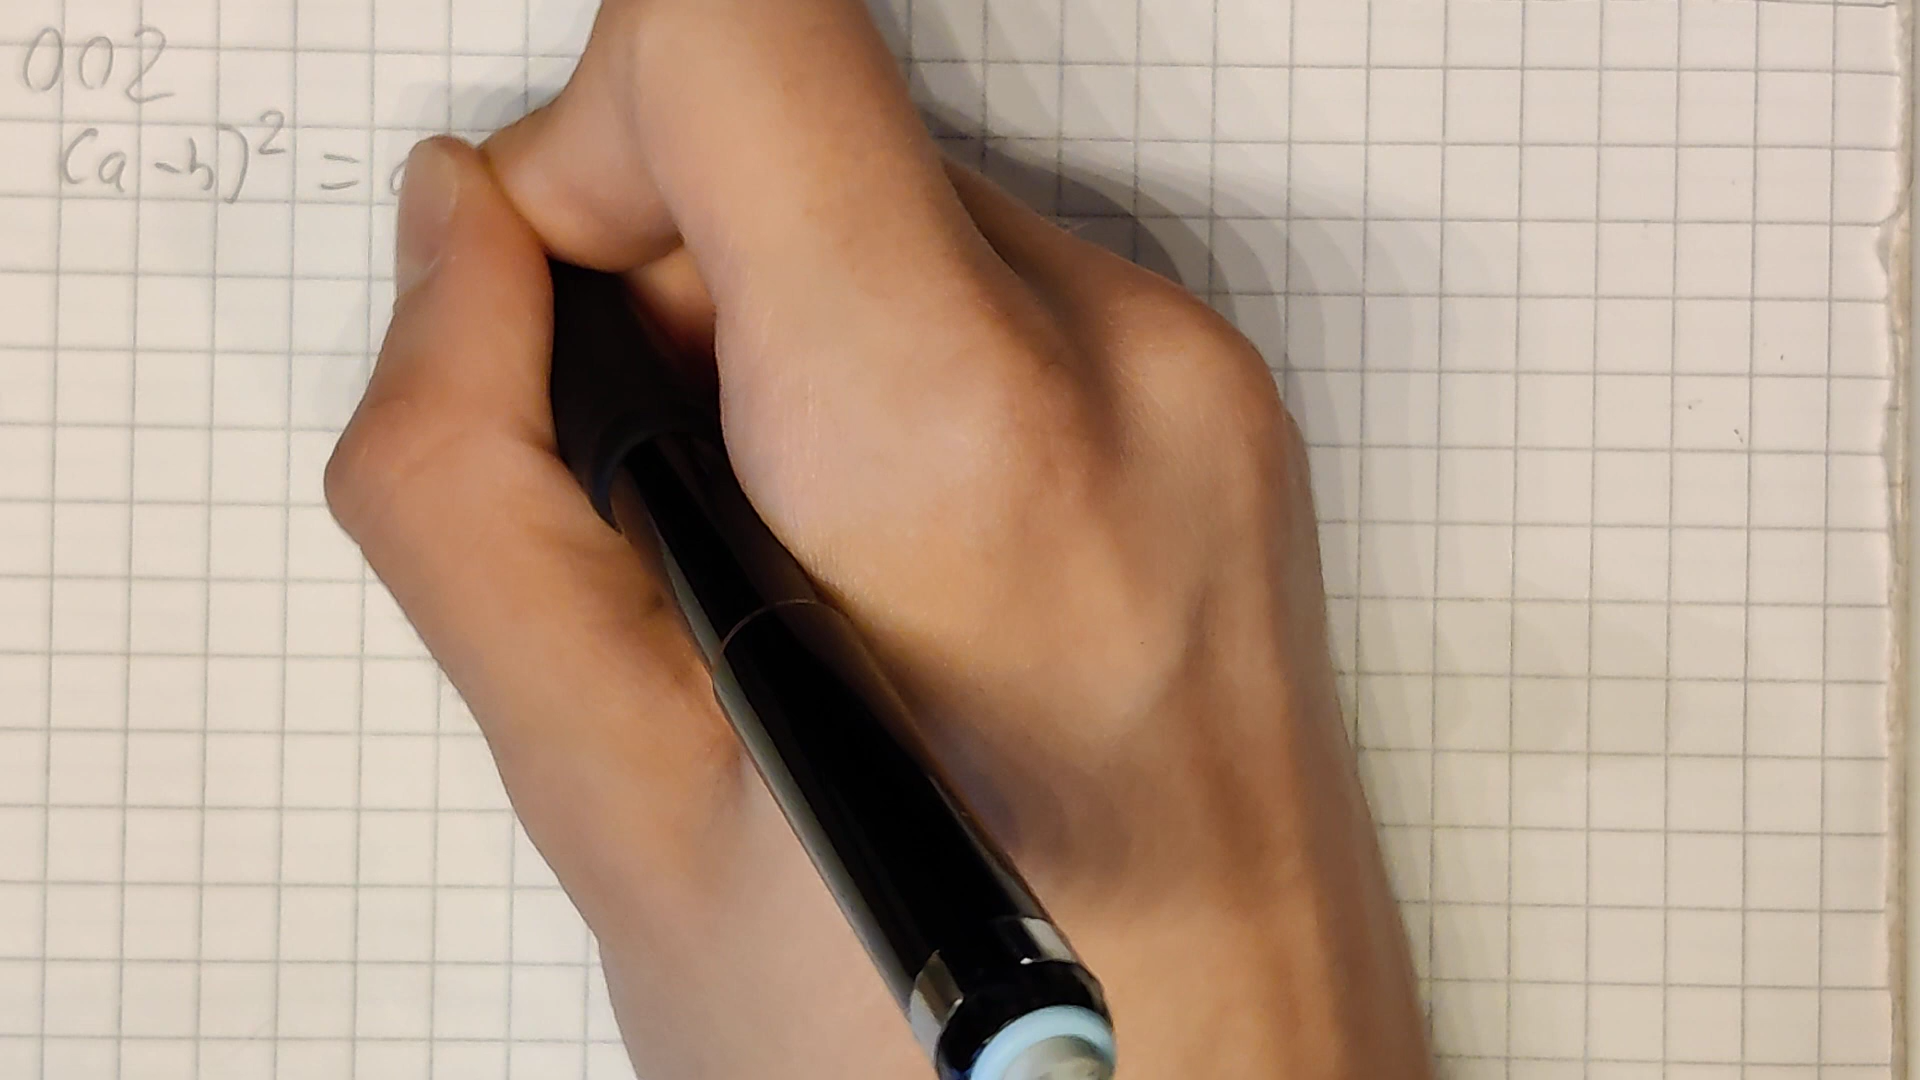 002
(a-b)² = a